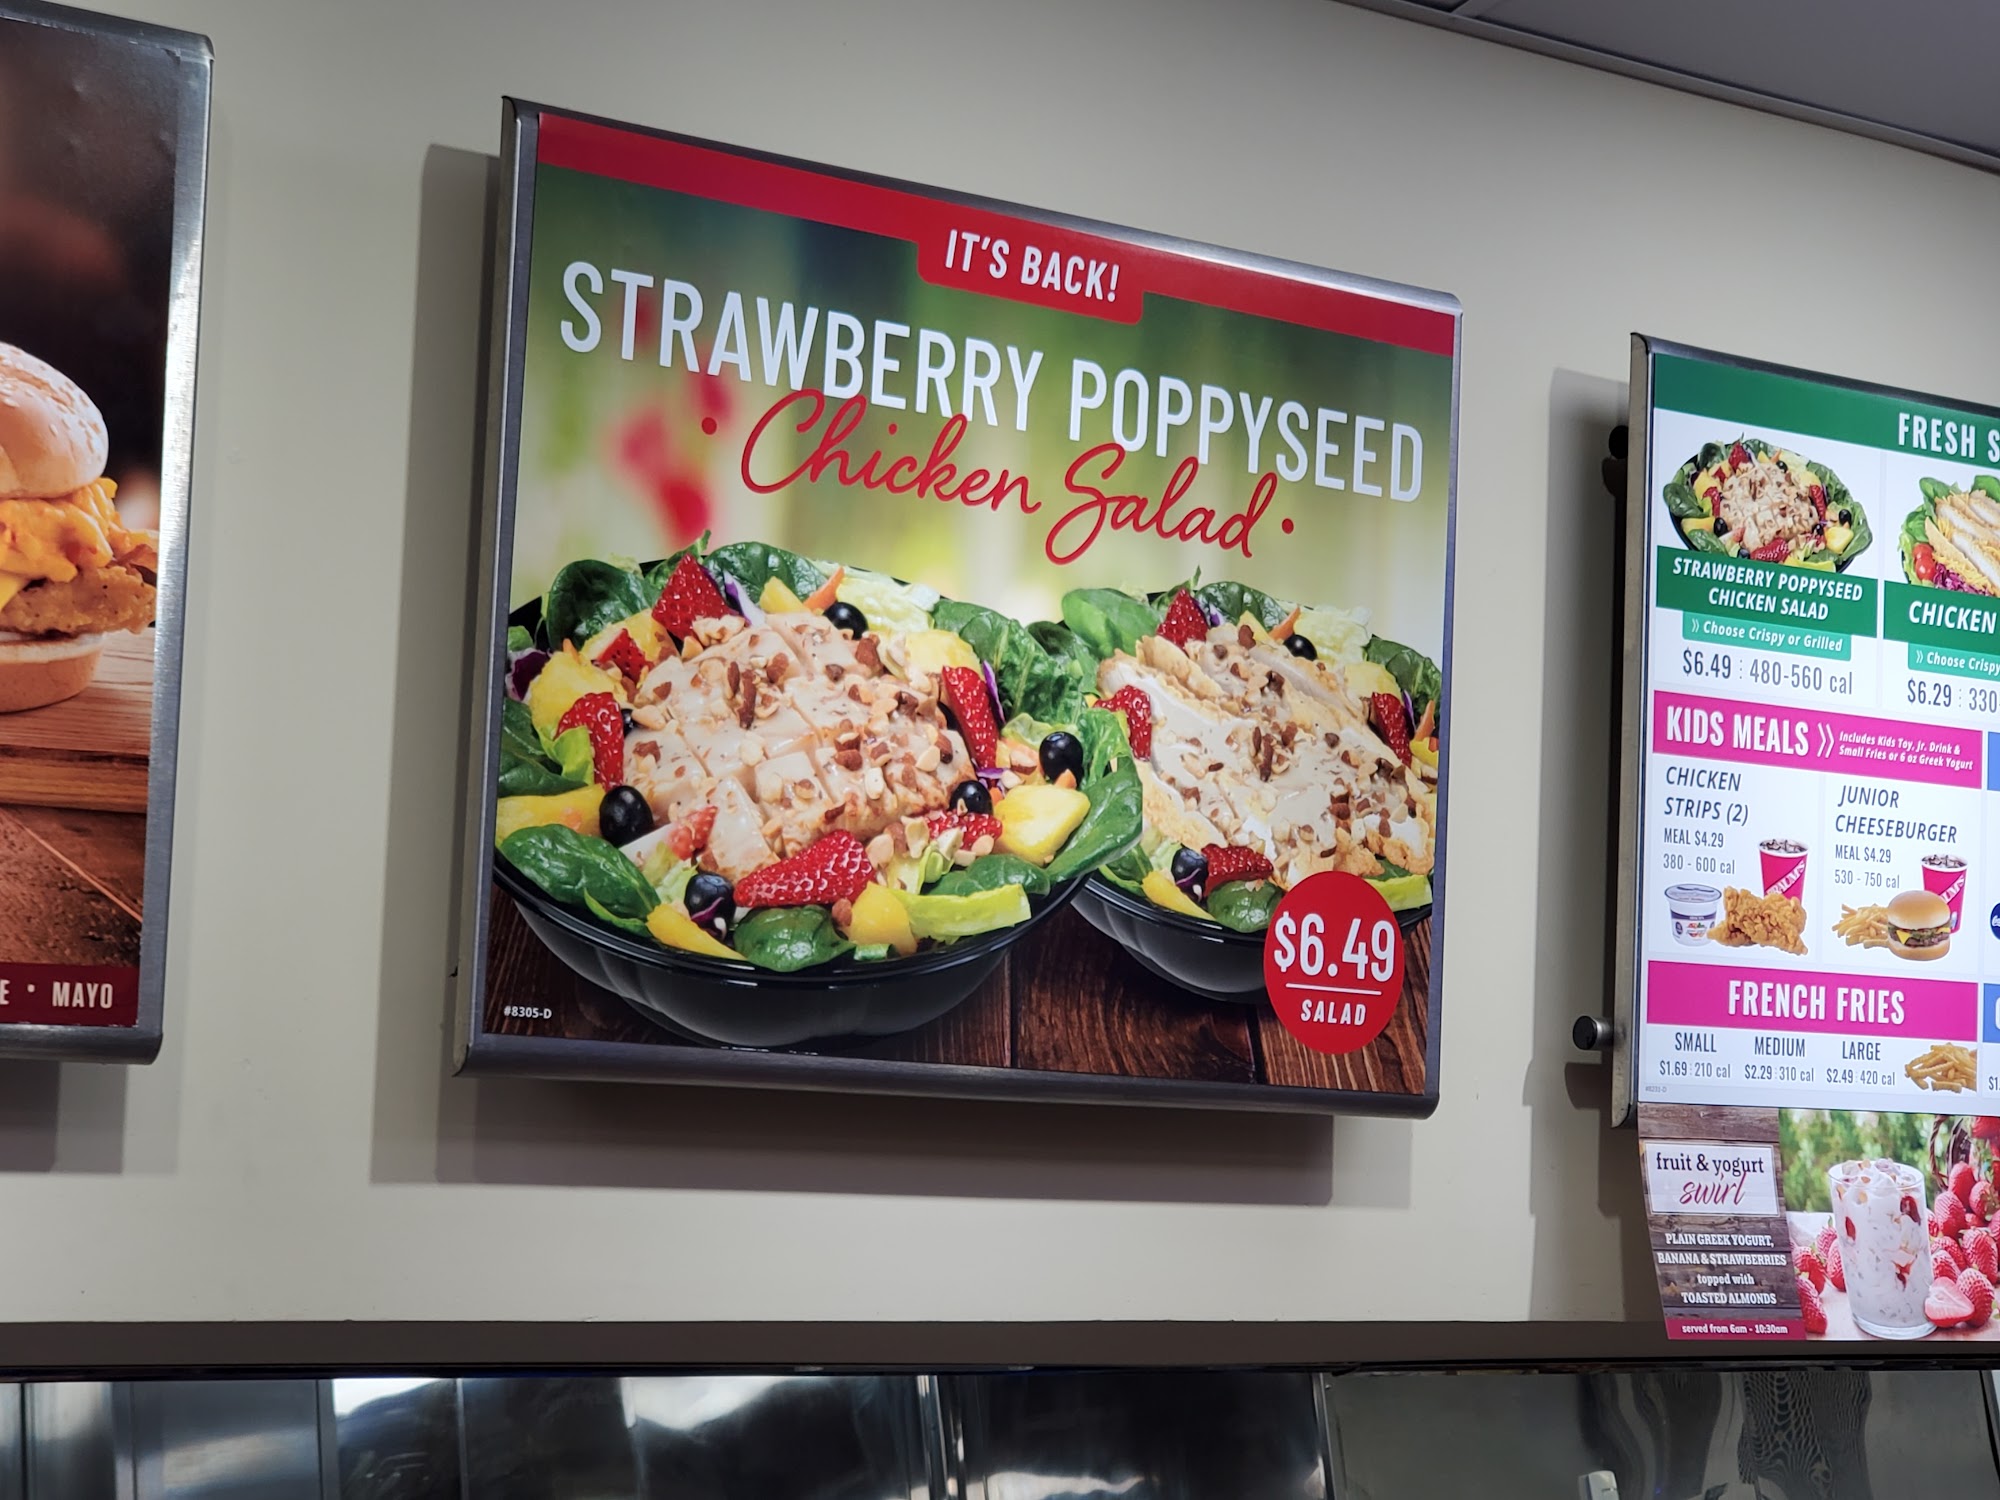 E • MAYO
IT'S BACK!
STRAWBERRY POPPYSEED
• Chicken Salad •
$6.49
SALAD
#8305-D
FRESH S
STRAWBERRY POPPYSEED
CHICKEN SALAD
» Choose Crispy or Grilled
$6.49 : 480-560 cal
CHICKEN
» Choose Crispy
$6.29 : 330-
KIDS MEALS »
Includes Kids Toy, Jr. Drink &
Small Fries or 6 oz Greek Yogurt
CHICKEN
STRIPS (2)
MEAL $4.29
380 - 600 cal
JUNIOR
CHEESEBURGER
MEAL $4.29
530 - 750 cal
FRENCH FRIES
SMALL
$1.69 : 210 cal
MEDIUM
$2.29 : 310 cal
LARGE
$2.49 : 420 cal
$1.
fruit & yogurt
swirl
PLAIN GREEK YOGURT,
BANANA & STRAWBERRIES
topped with
TOASTED ALMONDS
served from 6am - 10:30am